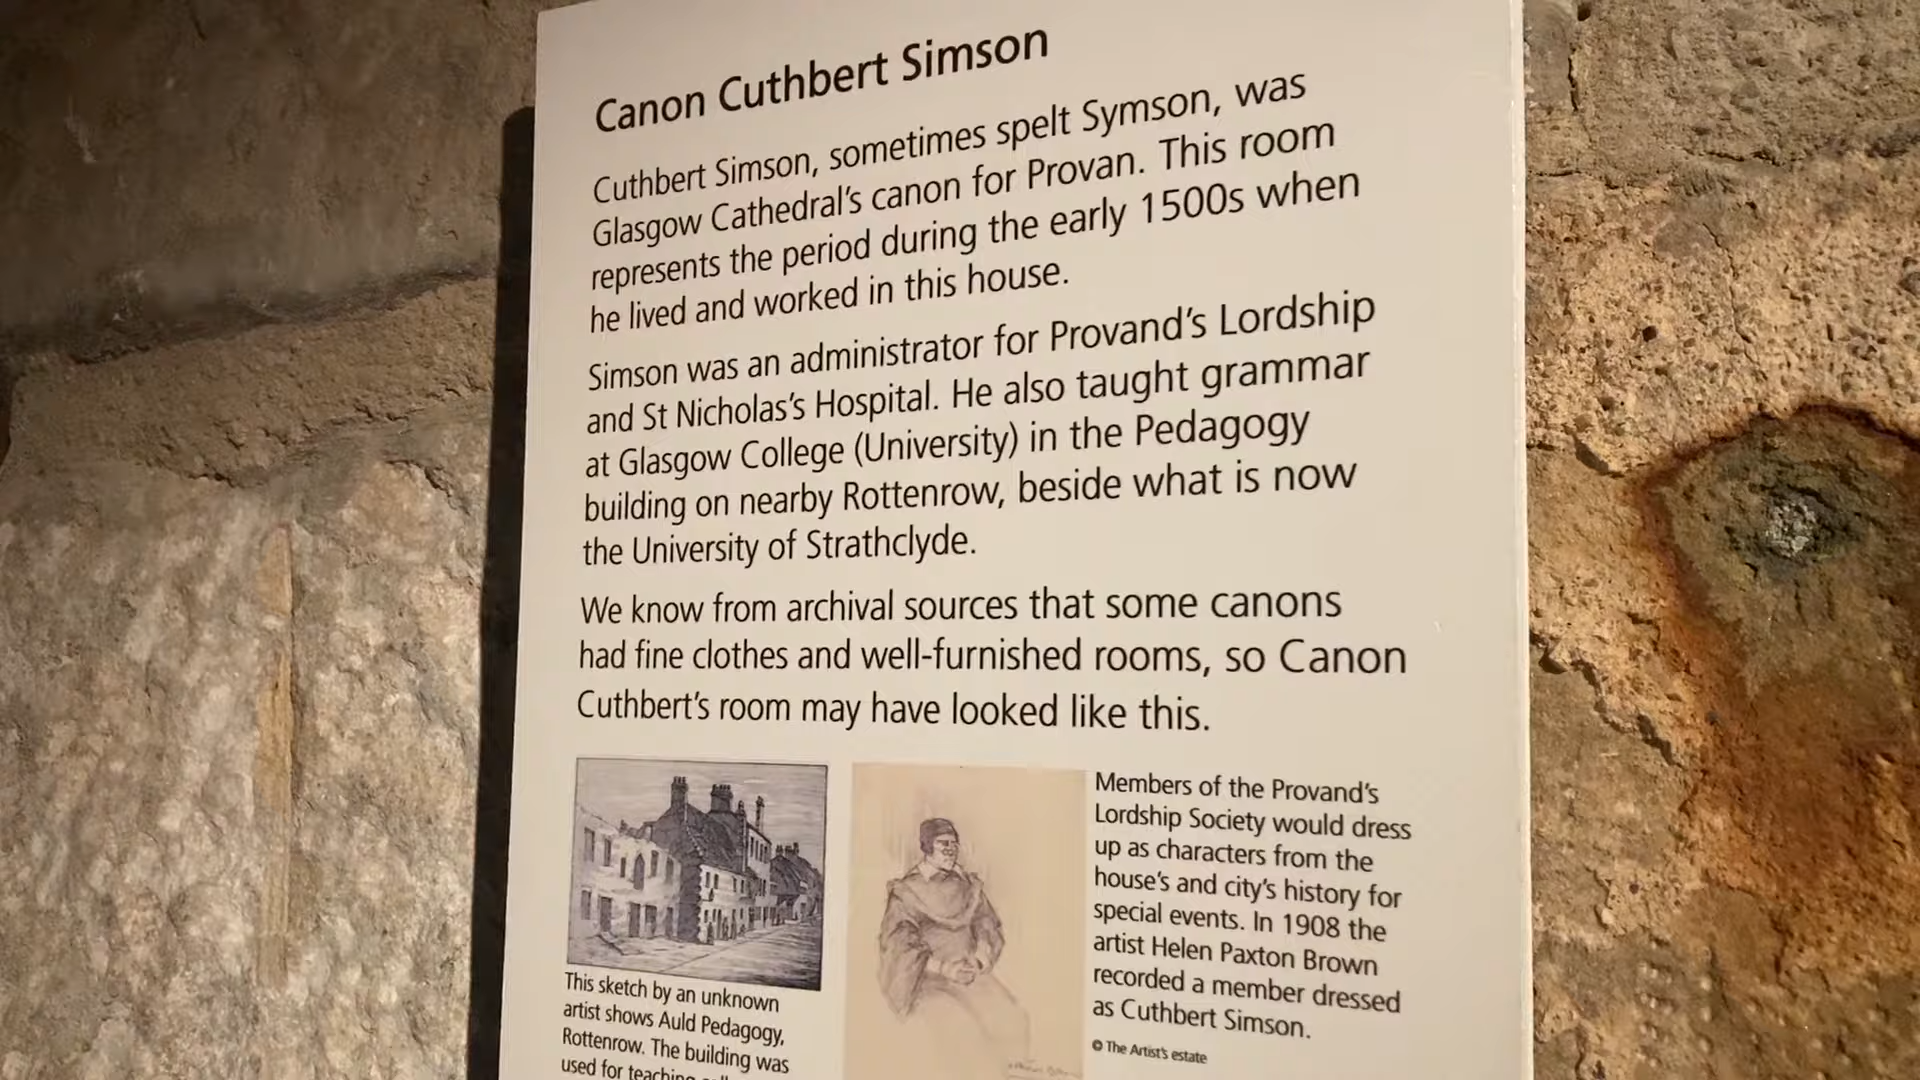 Canon Cuthbert Simson
Cuthbert Simson, sometimes spelt Symson, was
Glasgow Cathedral's canon for Provan. This room
represents the period during the early 1500s when
he lived and worked in this house.
Simson was an administrator for Provand's Lordship
and St Nicholas's Hospital. He also taught grammar
at Glasgow College (University) in the Pedagogy
building on nearby Rottenrow, beside what is now
the University of Strathclyde.
We know from archival sources that some canons
had fine clothes and well-furnished rooms, so Canon
Cuthbert's room may have looked like this.
This sketch by an unknown
artist shows Auld Pedagogy,
Rottenrow. The building was
used for teaching
Members of the Provand's
Lordship Society would dress
up as characters from the
house's and city's history for
special events. In 1908 the
artist Helen Paxton Brown
recorded a member dressed
as Cuthbert Simson.
© The Artist's estate